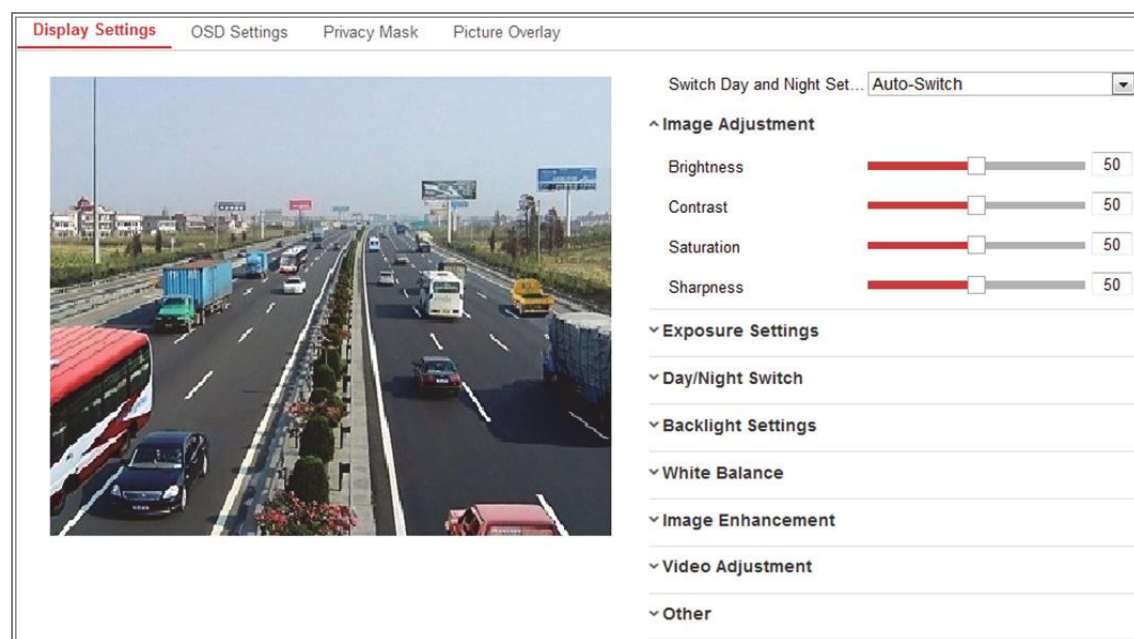 Display Settings OSD Settings Privacy Mask Picture Overlay
Switch Day and Night Set... Auto-Switch
Image Adjustment
Brightness 50
Contrast 50
Saturation 50
Sharpness 50
Exposure Settings
Day/Night Switch
Backlight Settings
White Balance
Image Enhancement
Video Adjustment
Other